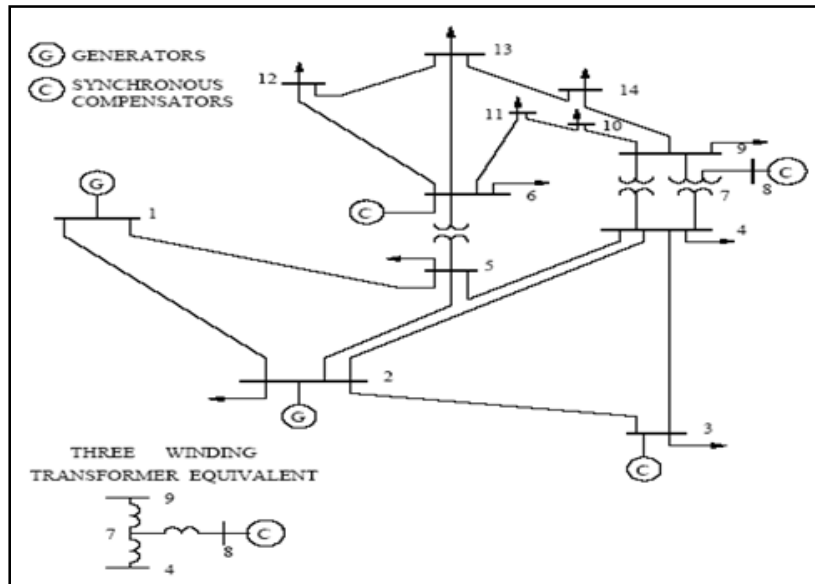 G GENERATORS
C SYNCHRONOUS
COMPENSATORS
13
12
14
11
10
9
G
C
7
8
C
6
1
4
5
2
G
3
C
THREE WINDING
TRANSFORMER EQUIVALENT
9
7
C
8
4